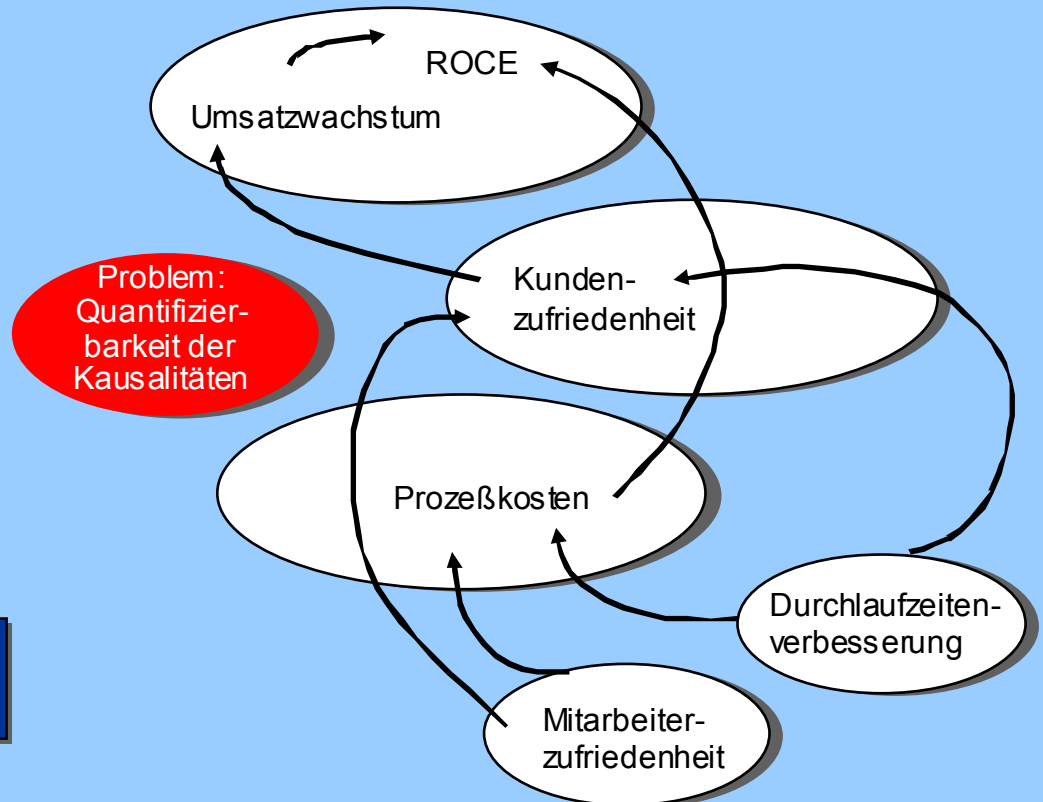 ROCE
Umsatzwachstum
Problem:
Quantifizier-
barkeit der
Kausalitäten
Kunden-
zufriedenheit
Prozeßkosten
Durchlaufzeiten-
verbesserung
Mitarbeiter-
zufriedenheit